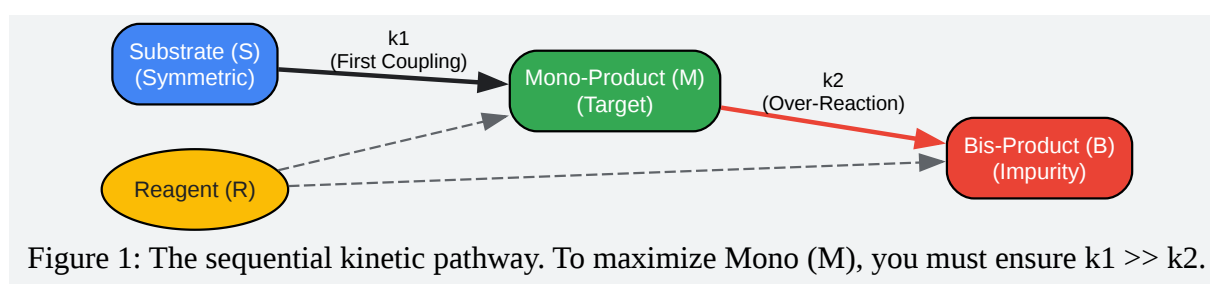 Substrate (S)
(Symmetric)
k1
(First Coupling)
Mono-Product (M)
(Target)
k2
(Over-Reaction)
Bis-Product (B)
(Impurity)
Reagent (R)
Figure 1: The sequential kinetic pathway. To maximize Mono (M), you must ensure k1 >> k2.